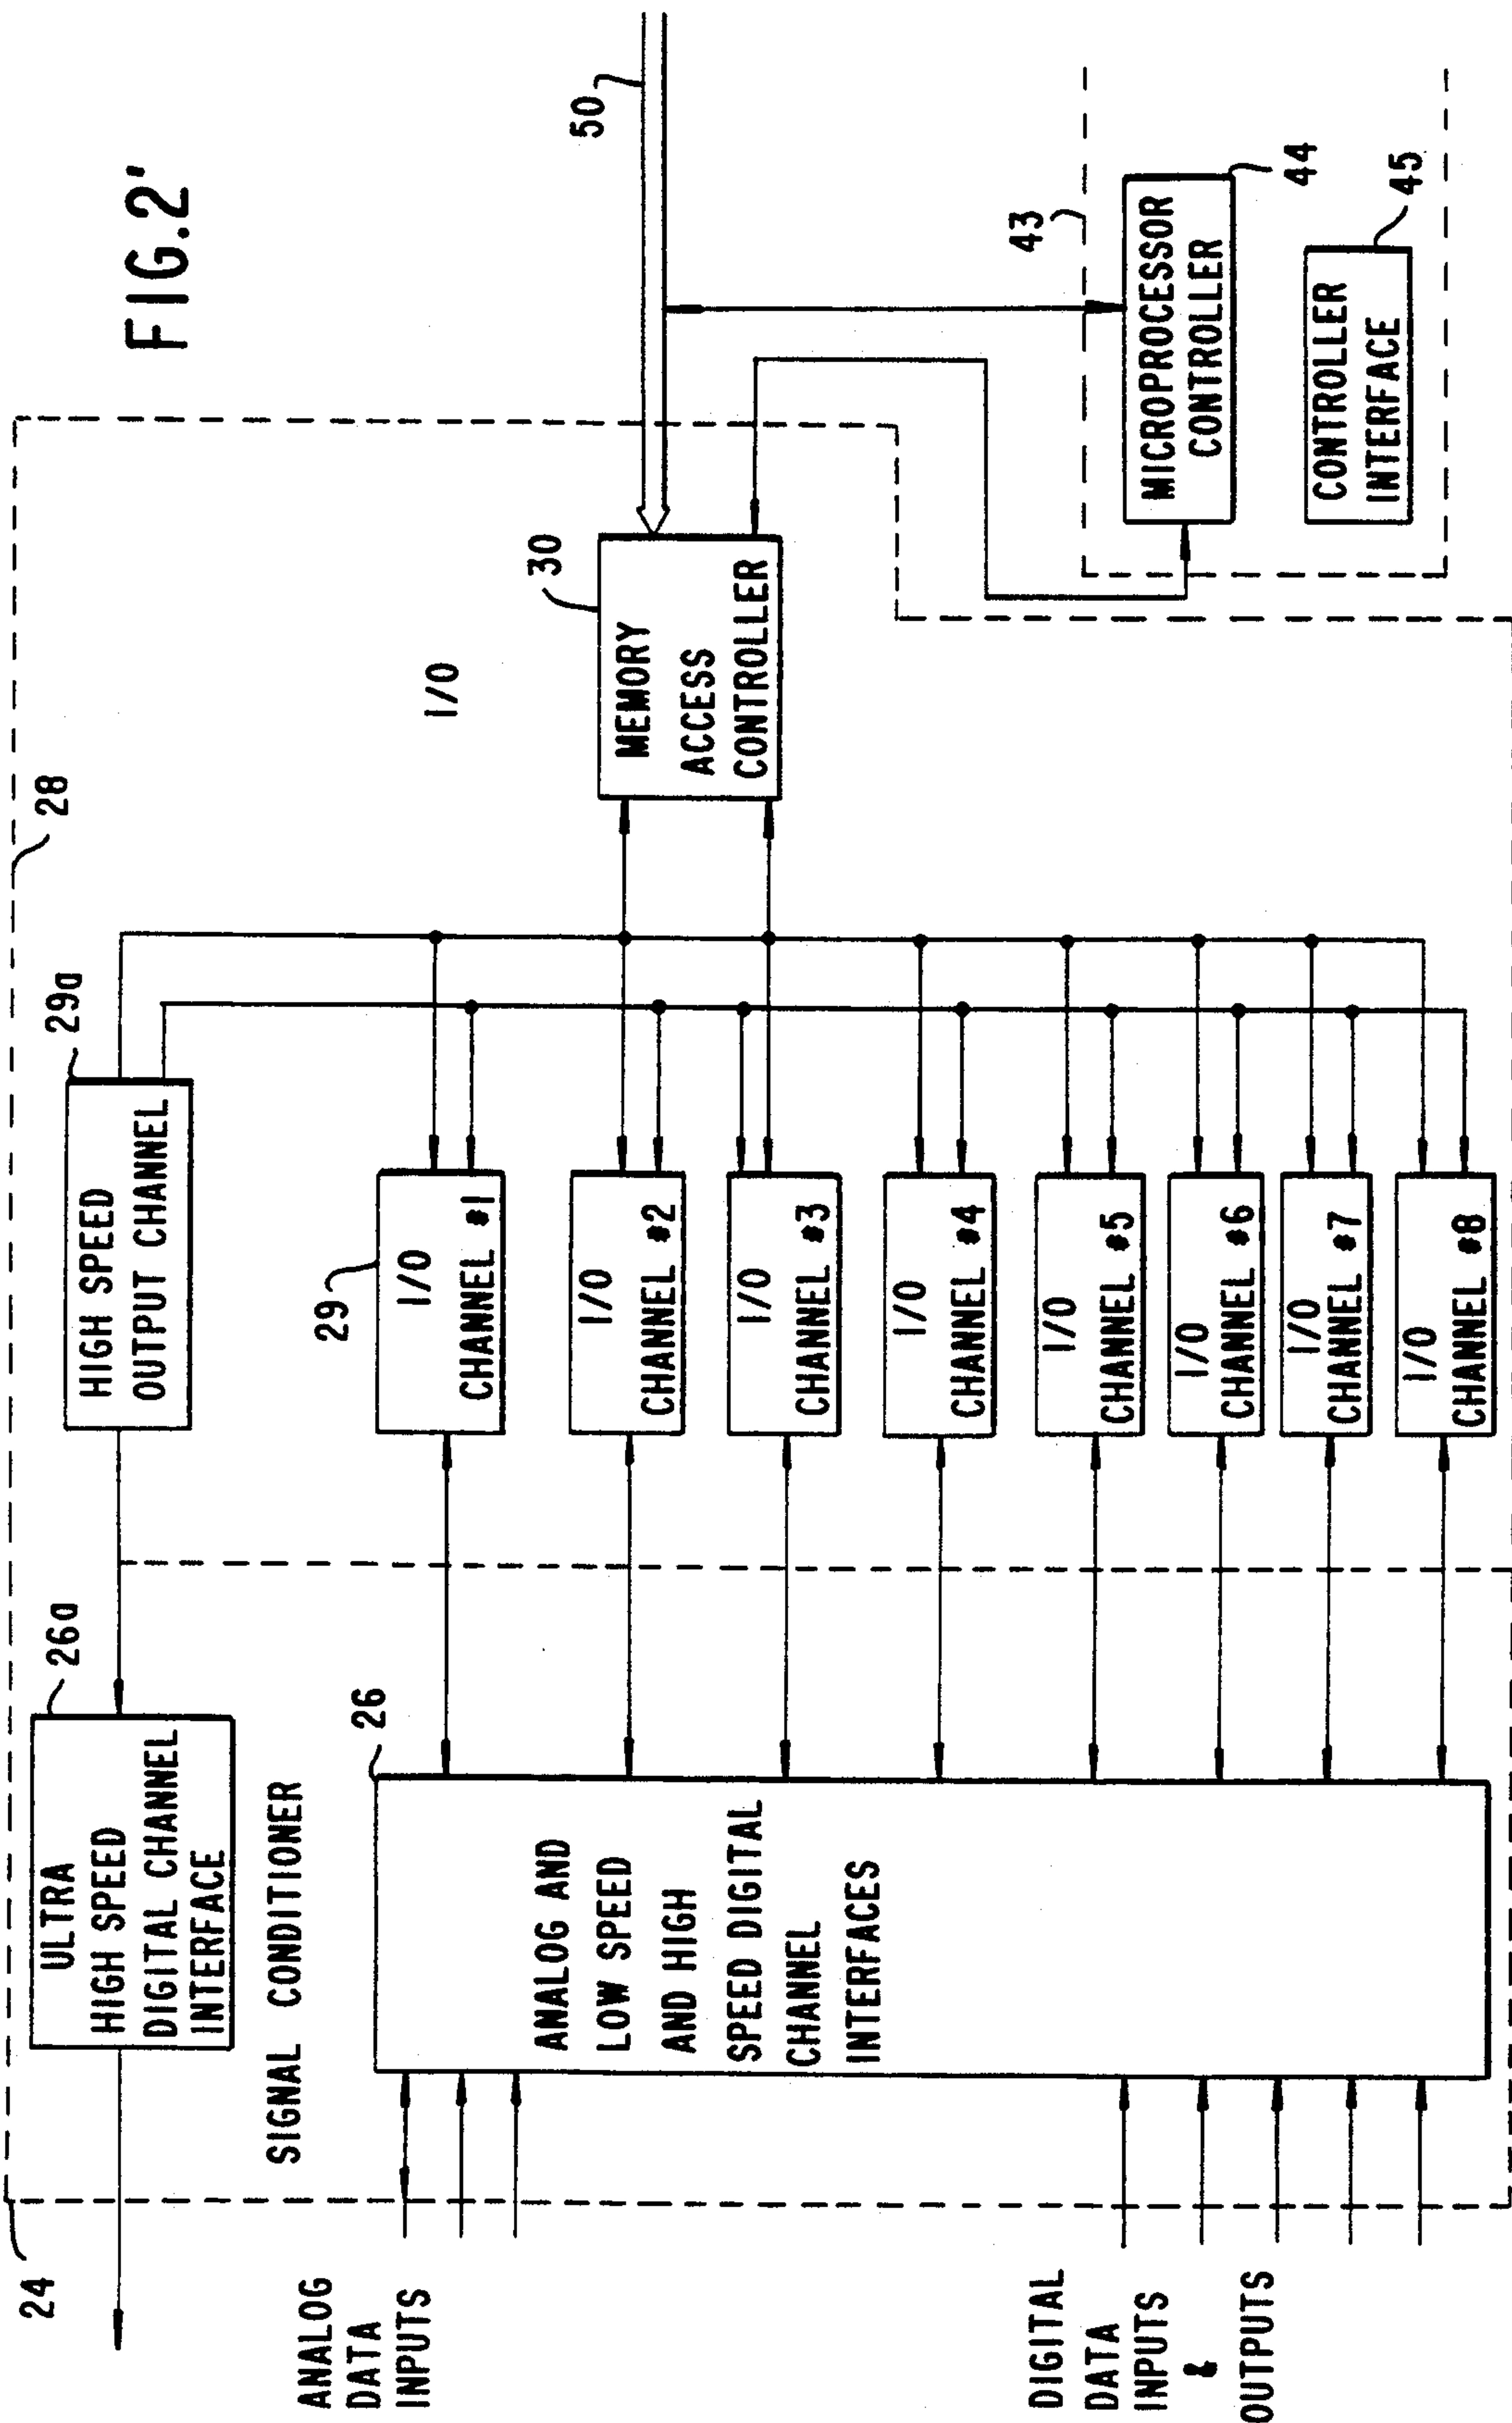 FIG.2'
24
ULTRA
HIGH SPEED
DIGITAL CHANNEL
INTERFACE
26a
HIGH SPEED
OUTPUT CHANNEL
29a
28
SIGNAL CONDITIONER
ANALOG
DATA
INPUTS
26
ANALOG AND
LOW SPEED
AND HIGH
SPEED DIGITAL
CHANNEL
INTERFACES
DIGITAL
DATA
INPUTS
&
OUTPUTS
29
I/O
CHANNEL #1
I/O
CHANNEL #2
I/O
CHANNEL #3
I/O
CHANNEL #4
I/O
CHANNEL #5
I/O
CHANNEL #6
I/O
CHANNEL #7
I/O
CHANNEL #8
I/O
30
MEMORY
ACCESS
CONTROLLER
50
43
MICROPROCESSOR
CONTROLLER
44
CONTROLLER
INTERFACE
45